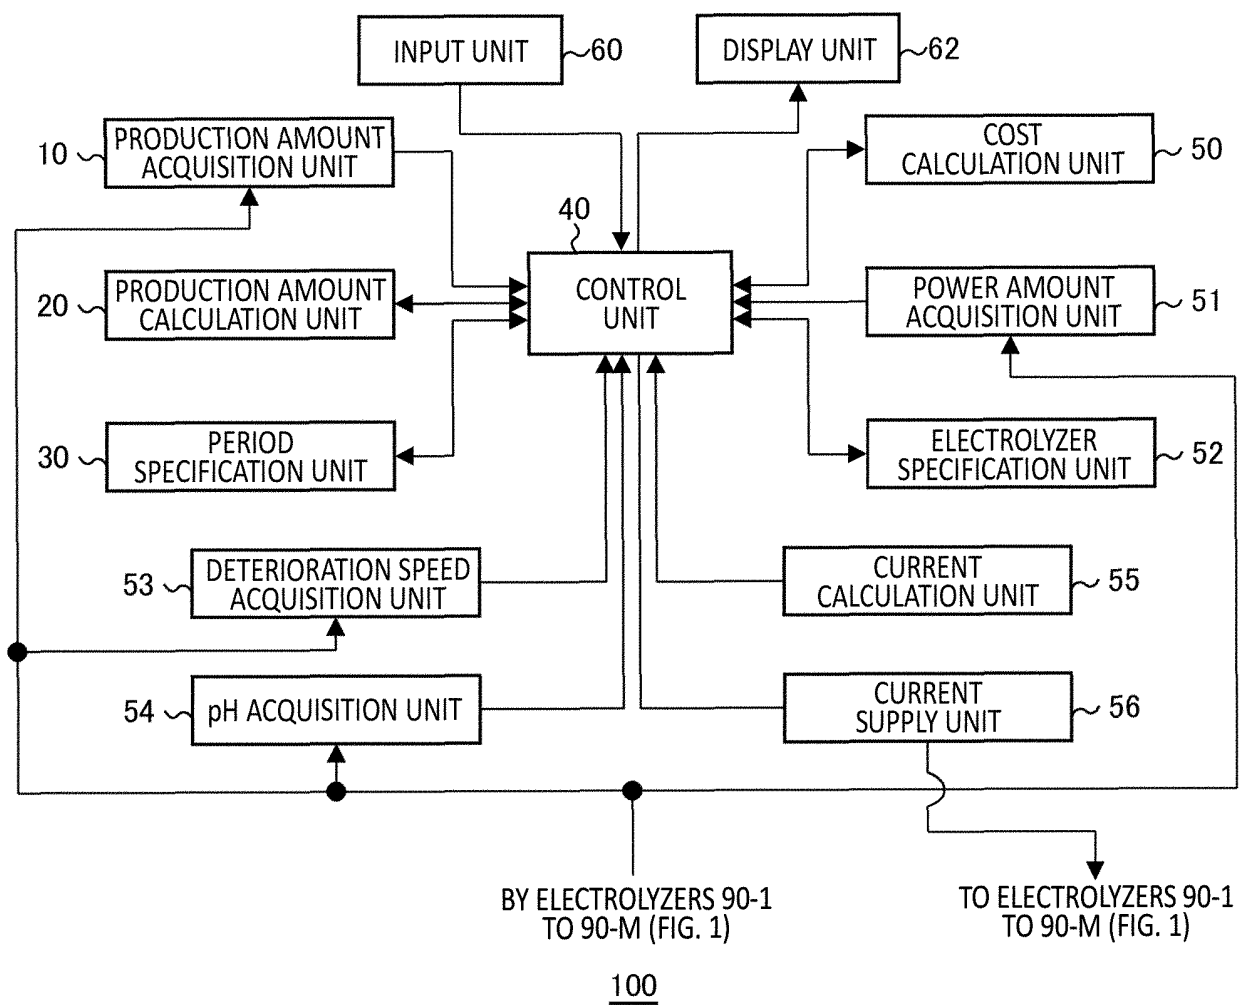 INPUT UNIT
60
DISPLAY UNIT
62
10
PRODUCTION AMOUNT
ACQUISITION UNIT
COST
CALCULATION UNIT
50
40
CONTROL
UNIT
20
PRODUCTION AMOUNT
CALCULATION UNIT
POWER AMOUNT
ACQUISITION UNIT
51
30
PERIOD
SPECIFICATION UNIT
ELECTROLYZER
SPECIFICATION UNIT
52
53
DETERIORATION SPEED
ACQUISITION UNIT
CURRENT
CALCULATION UNIT
55
54
pH ACQUISITION UNIT
CURRENT
SUPPLY UNIT
56
BY ELECTROLYZERS 90-1
TO 90-M (FIG. 1)
TO ELECTROLYZERS 90-1
TO 90-M (FIG. 1)
100